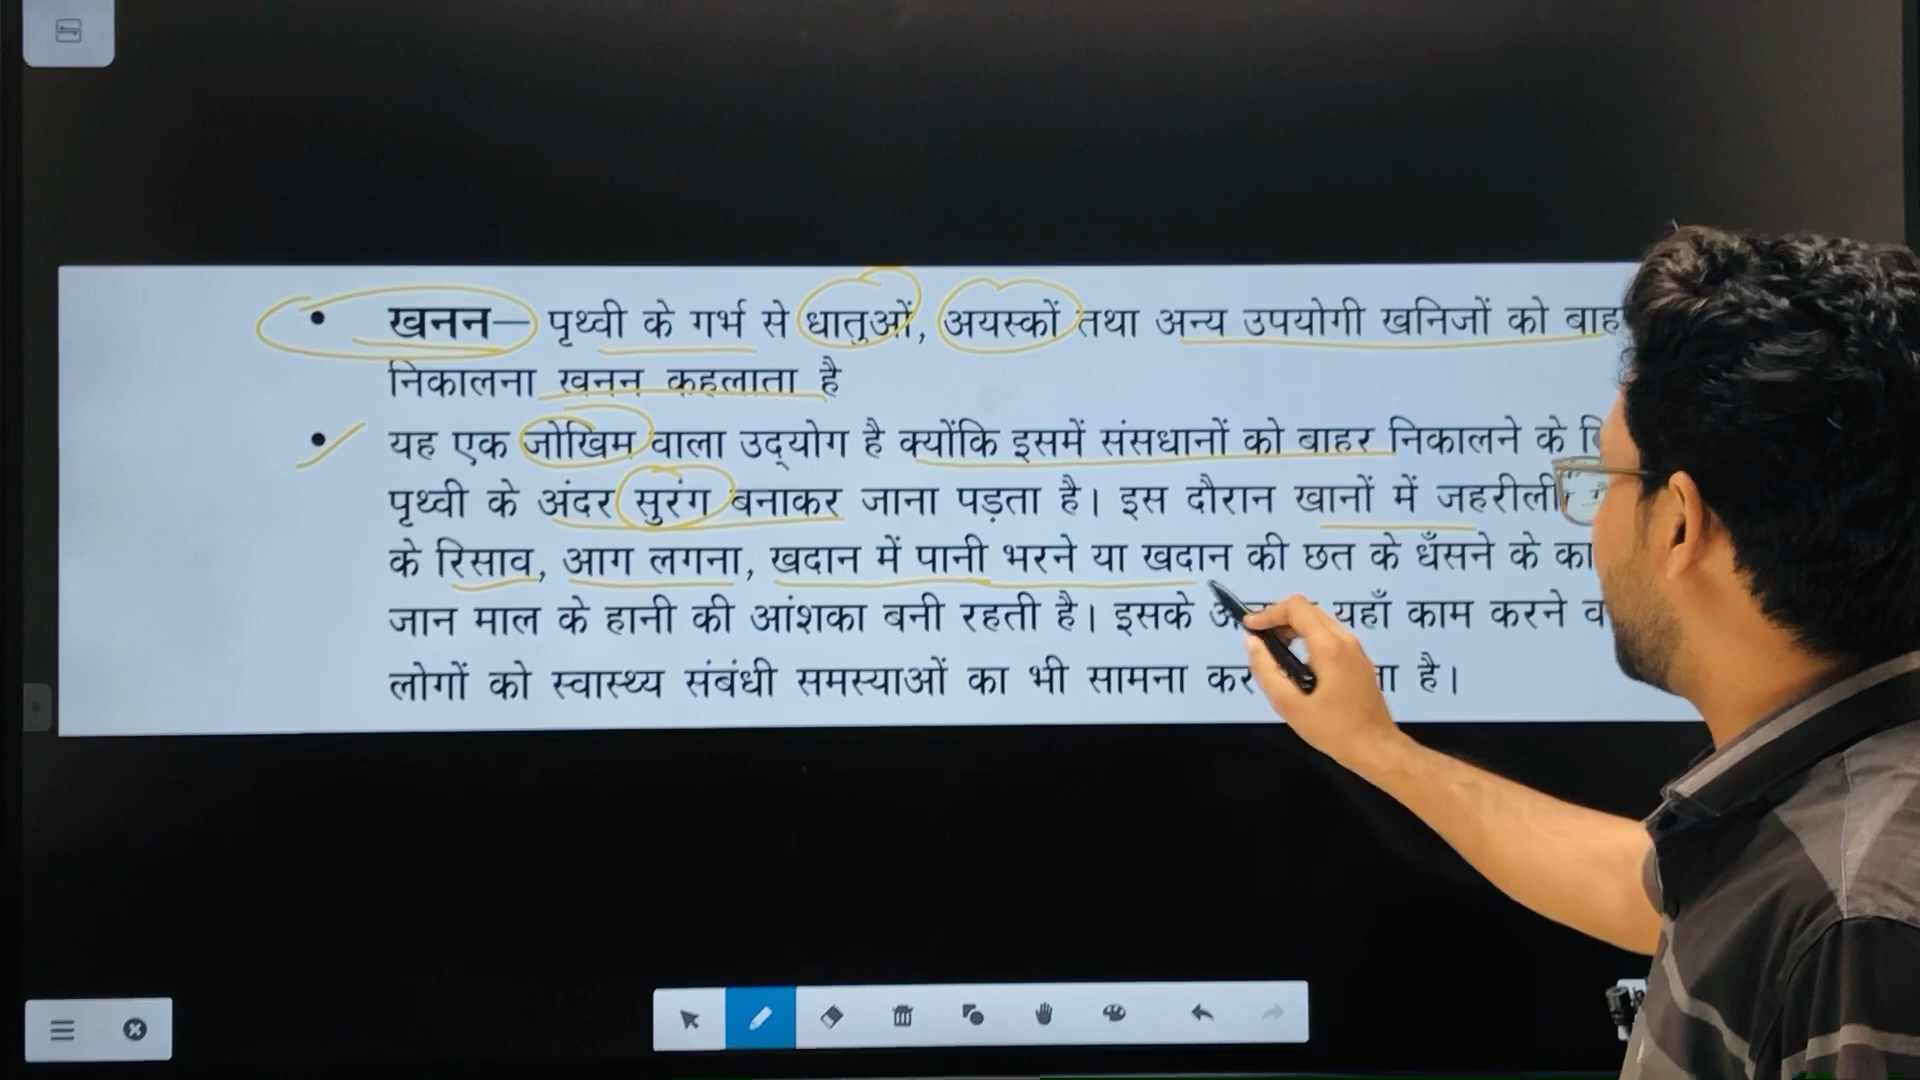 • खनन— पृथ्वी के गर्भ से धातुओं, अयस्कों तथा अन्य उपयोगी खनिजों को बाह
निकालना खनन कहलाता है
• यह एक जोखिम वाला उद्योग है क्योंकि इसमें संसधानों को बाहर निकालने के
पृथ्वी के अंदर सुरंग बनाकर जाना पड़ता है। इस दौरान खानों में जहरीली
के रिसाव, आग लगना, खदान में पानी भरने या खदान की छत के धँसने के का
जान माल के हानी की आंशका बनी रहती है। इसके यहाँ काम करने
लोगों को स्वास्थ्य संबंधी समस्याओं का भी सामना कर है।